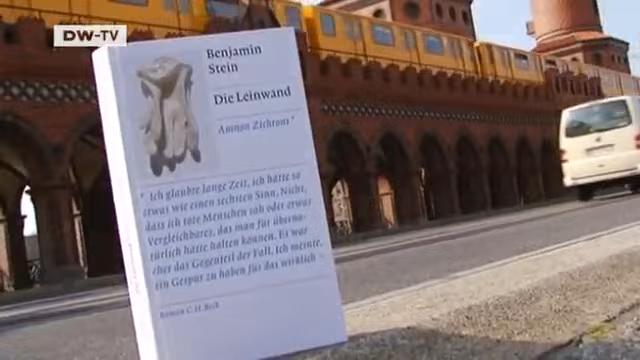 DW-TV
Benjamin
Stein
Die Leinwand
Amnon Zichroni *
* Ich glaubte lange Zeit, ich hätte so
etwas wie einen sechsten Sinn. Nicht,
dass ich tote Menschen sah oder etwas
Vergleichbares, das man für überna-
türlich hätte halten können. Es war
eher das Gegenteil der Fall. Ich meinte,
ein Gespür zu haben für das wirklich
Roman C.H.Beck